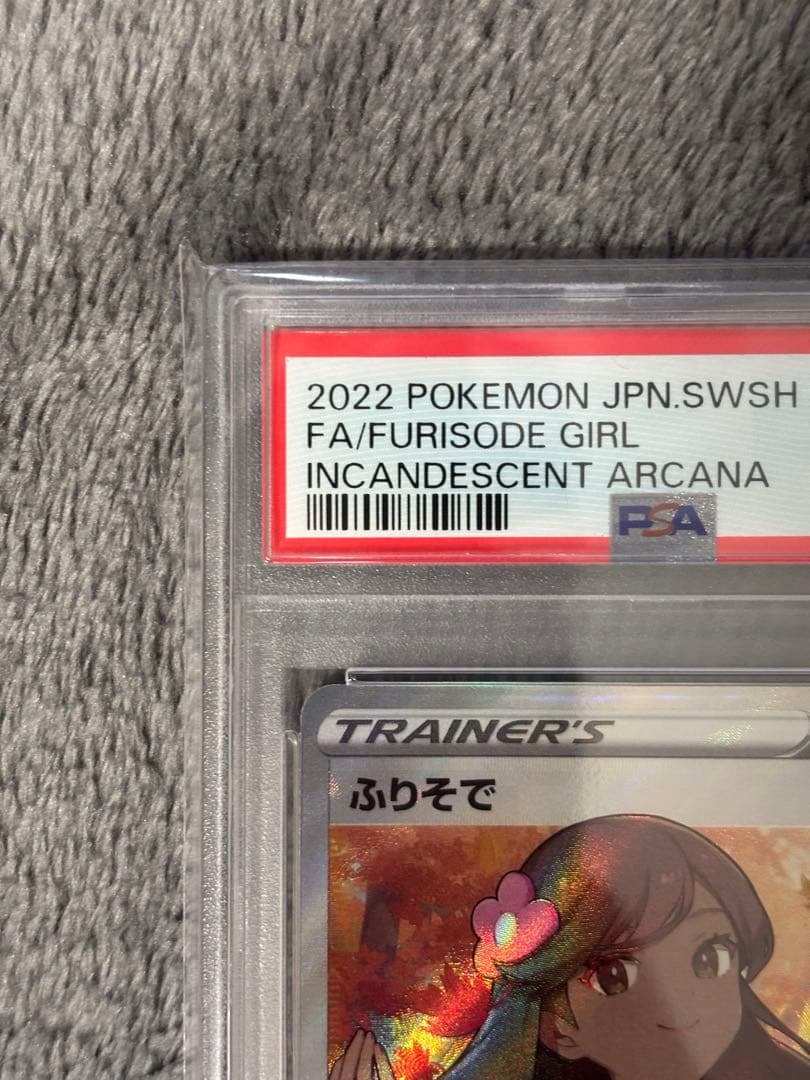 2022 POKEMON JPN.SWSH
FA/FURISODE GIRL
INCANDESCENT ARCANA
PSA
TRAINER'S
ふりそで